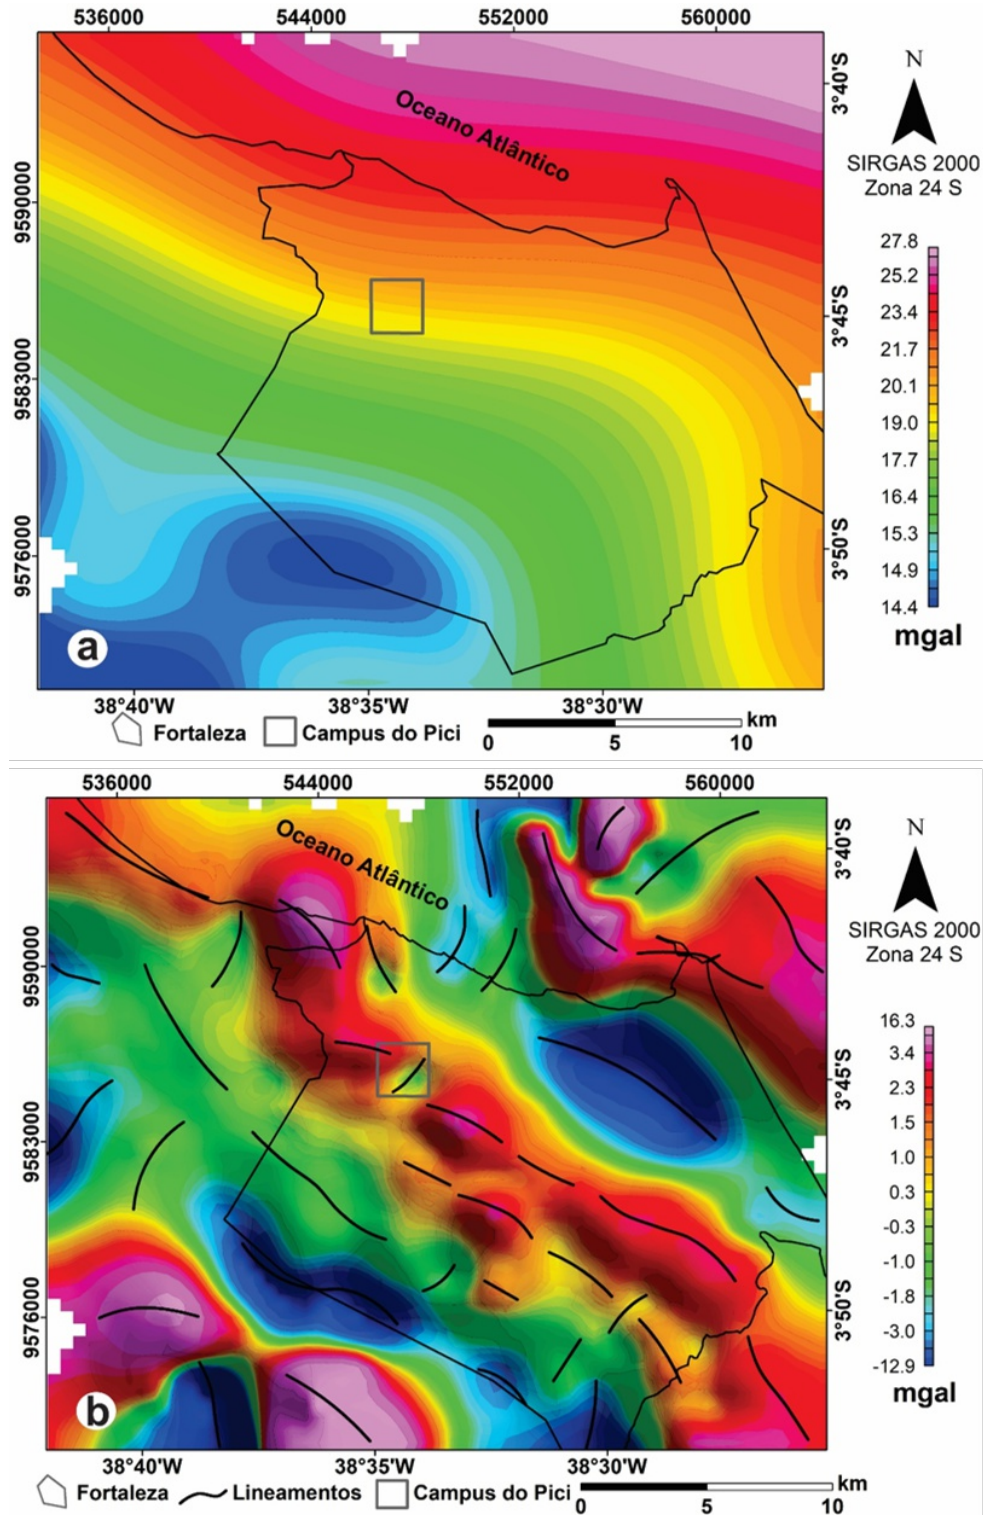 536000 544000 552000 560000
3°40'S
N
Oceano Atlântico
SIRGAS 2000
Zona 24 S
9590000
27.8
25.2
3°45'S
23.4
21.7
9583000
20.1
19.0
17.7
16.4
9576000
3°50'S
15.3
14.9
14.4
mgal
a
38°40'W 38°35'W 38°30'W
Fortaleza Campus do Pici km
0 5 10
536000 544000 552000 560000
N
Oceano Atlântico
3°40'S
SIRGAS 2000
Zona 24 S
9590000
16.3
3.4
3°45'S
2.3
1.5
9583000
1.0
0.3
-0.3
-1.0
9576000
3°50'S
-1.8
-3.0
-12.9
mgal
b
38°40'W 38°35'W 38°30'W
Fortaleza Lineamentos Campus do Pici km
0 5 10